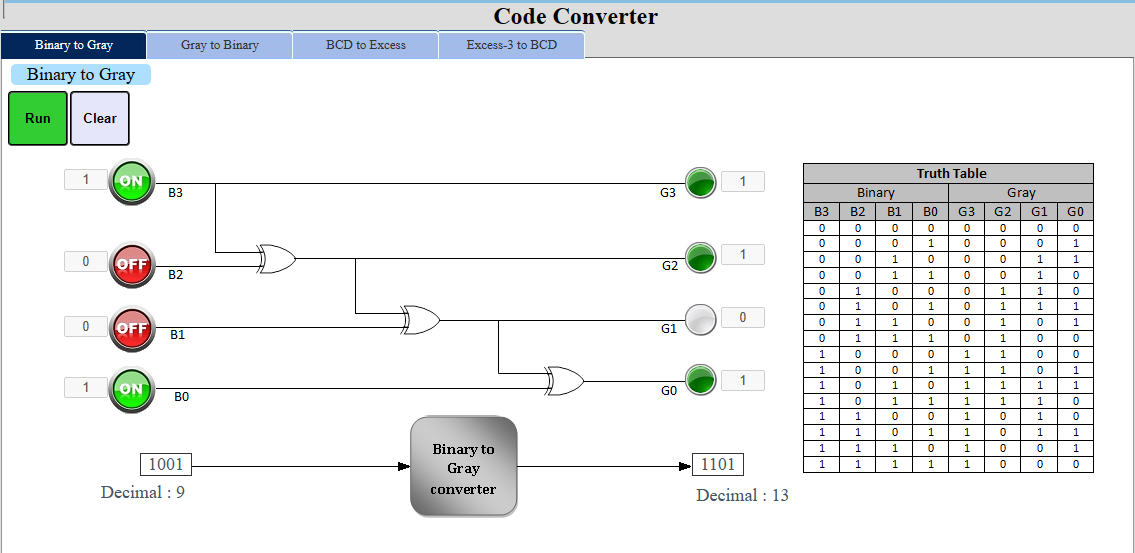 Code Converter
Binary to Gray
Gray to Binary
BCD to Excess
Excess-3 to BCD
Binary to Gray
Run
Clear
1 ON B3
G3 1
0 OFF B2
G2 1
0 OFF B1
G1 0
1 ON B0
G0 1
1001
Decimal : 9
Binary to
Gray
converter
1101
Decimal : 13
Truth Table
Binary Gray
B3 B2 B1 B0 G3 G2 G1 G0
0 0 0 0 0 0 0 0
0 0 0 1 0 0 0 1
0 0 1 0 0 0 1 1
0 0 1 1 0 0 1 0
0 1 0 0 0 1 1 0
0 1 0 1 0 1 1 1
0 1 1 0 0 1 0 1
0 1 1 1 0 1 0 0
1 0 0 0 1 1 0 0
1 0 0 1 1 1 0 1
1 0 1 0 1 1 1 1
1 0 1 1 1 1 1 0
1 1 0 0 1 0 1 0
1 1 0 1 1 0 1 1
1 1 1 0 1 0 0 1
1 1 1 1 1 0 0 0